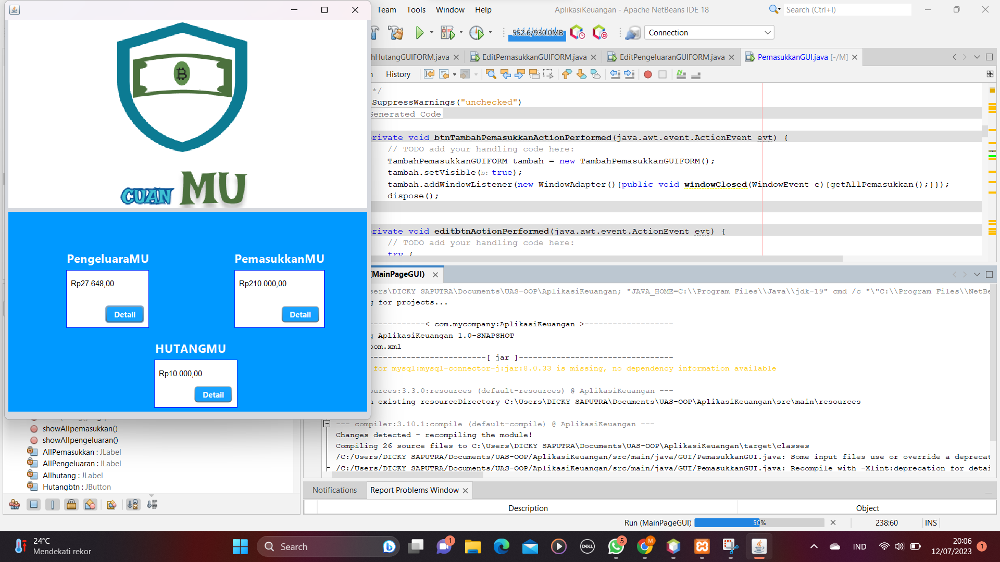 Team Tools Window Help
AplikasiKeuangan - Apache NetBeans IDE 18
Search (Ctrl+I)
552.6/930.0MB
Connection
hHutangGUIFORM.java
EditPemasukkanGUIFORM.java
EditPengeluaranGUIFORM.java
PemasukkanGUI.java [-/M]
History
*/
SuppressWarnings("unchecked")
Generated Code
private void btnTambahPemasukkanActionPerformed(java.awt.event.ActionEvent evt) {
// TODO add your handling code here:
TambahPemasukkanGUIFORM tambah = new TambahPemasukkanGUIFORM();
tambah.setVisible(b: true);
tambah.addWindowListener(new WindowAdapter(){public void windowClosed(WindowEvent e){getAllPemasukkan();}});
dispose();
private void editbtnActionPerformed(java.awt.event.ActionEvent evt) {
// TODO add your handling code here:
try {
CUAN MU
PengeluaraMU
Rp27.648,00
Detail
PemasukkanMU
Rp210.000,00
Detail
HUTANGMU
Rp10.000,00
Detail
(MainPageGUI)
sers\DICKY SAPUTRA\Documents\UAS-OOP\AplikasiKeuangan; "JAVA_HOME=C:\\Program Files\\Java\\jdk-19" cmd /c "\"C:\\Program Files\\NetBe
g for projects...
------------< com.mycompany:AplikasiKeuangan >-------------------
g AplikasiKeuangan 1.0-SNAPSHOT
pom.xml
-------------------------[ jar ]---------------------------------
for mysql:mysql-connector-j:jar:8.0.33 is missing, no dependency information available
ources:3.3.0:resources (default-resources) @ AplikasiKeuangan ---
n existing resourceDirectory C:\Users\DICKY SAPUTRA\Documents\UAS-OOP\AplikasiKeuangan\src\main\resources
--- compiler:3.10.1:compile (default-compile) @ AplikasiKeuangan ---
Changes detected - recompiling the module!
Compiling 26 source files to C:\Users\DICKY SAPUTRA\Documents\UAS-OOP\AplikasiKeuangan\target\classes
/C:/Users/DICKY SAPUTRA/Documents/UAS-OOP/AplikasiKeuangan/src/main/java/GUI/PemasukkanGUI.java: Some input files use or override a deprecat
/C:/Users/DICKY SAPUTRA/Documents/UAS-OOP/AplikasiKeuangan/src/main/java/GUI/PemasukkanGUI.java: Recompile with -Xlint:deprecation for detai
showAllpemasukkan()
showAllpengeluaran()
AllPemasukkan : JLabel
AllPengeluaran : JLabel
Allhutang : JLabel
Hutangbtn : JButton
Notifications
Report Problems Window
Description
Object
Run (MainPageGUI)
50%
238:60
INS
24°C
Mendekati rekor
Search
1
DELL
5
M
IND
20:06
12/07/2023
1